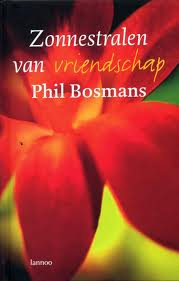 Zonnestralen
van vriendschap
Phil Bosmans
lannoo